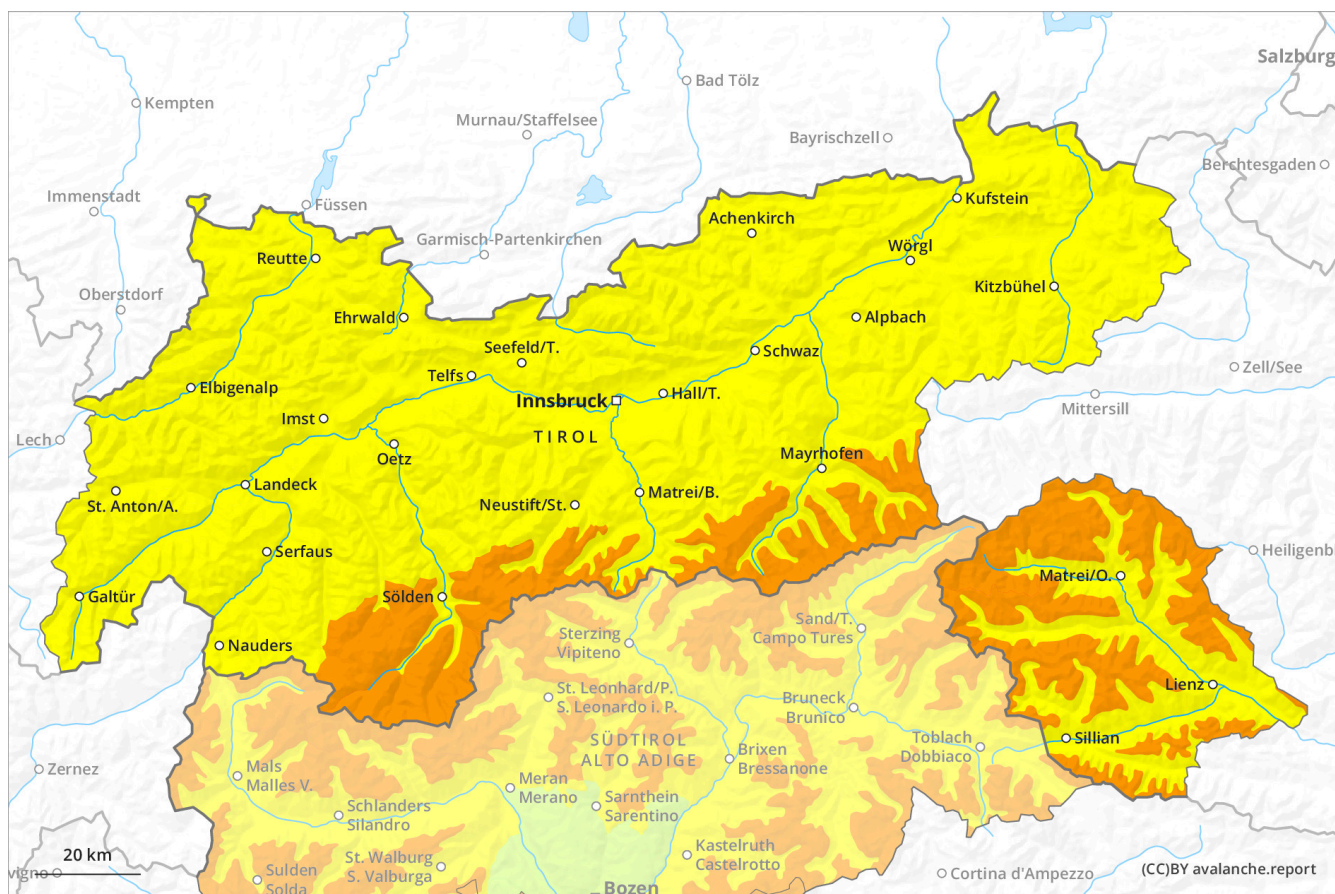 Salzburg
Bad Tölz
Kempten
Murnau/Staffelsee
Bayrischzell
Berchtesgaden
Immenstadt
Füssen
Kufstein
Achenkirch
Garmisch-Partenkirchen
Wörgl
Reutte
Oberstdorf
Kitzbühel
Ehrwald
Alpbach
Seefeld/T.
Schwaz
Telfs
Zell/See
Elbigenalp
Hall/T.
Innsbruck
Mittersill
Imst
TIROL
Lech
Oetz
Mayrhofen
Landeck
Matrei/B.
St. Anton/A.
Neustift/St.
Serfaus
Heiligenb
Matrei/O.
Galtür
Sölden
Sand/T.
Campo Tures
Sterzing
Vipiteno
Nauders
Lienz
St. Leonhard/P.
S. Leonardo i. P.
Bruneck
Brunico
SÜDTIROL
ALTO ADIGE
Toblach
Dobbiaco
Sillian
Brixen
Bressanone
Zernez
Mals
Malles V.
Meran
Merano
Sarnthein
Sarentino
Schlanders
Silandro
Kastelruth
Castelrotto
20 km
St. Walburg
S. Valburga
vigno
Sulden
Solda
Cortina d'Ampezzo
(CC)BY avalanche.report
Bozen